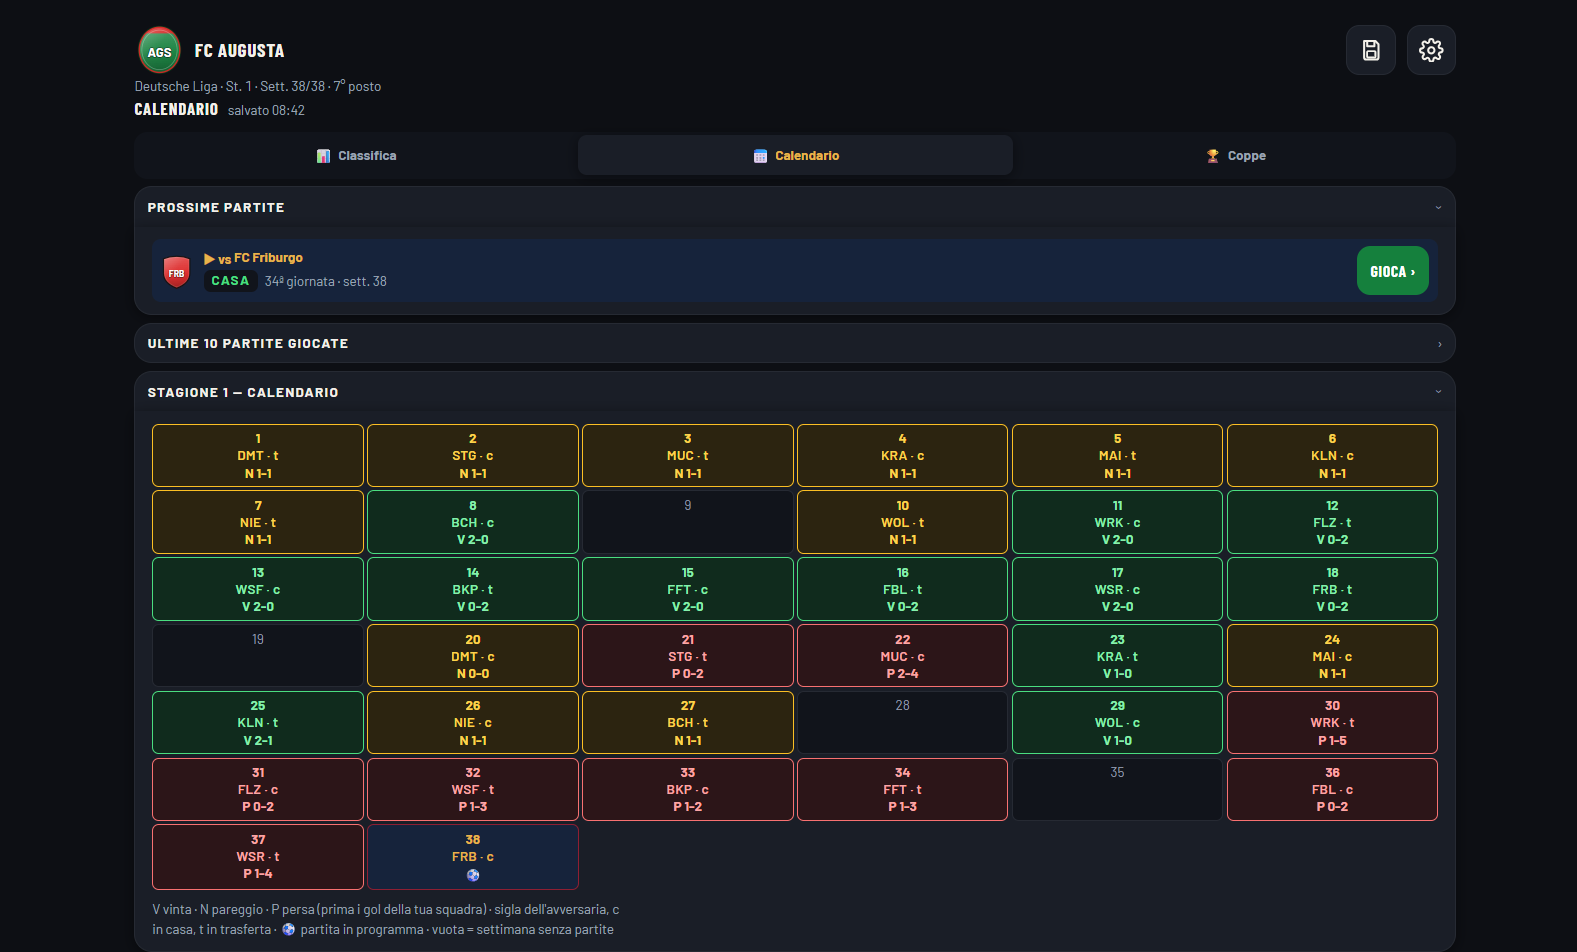 AGS FC AUGUSTA
Deutsche Liga · St. 1 · Sett. 38/38 · 7° posto
CALENDARIO salvato 08:42
Classifica
Calendario
Coppe
PROSSIME PARTITE
FRB
▶ vs FC Friburgo
CASA 34ª giornata · sett. 38
GIOCA ›
ULTIME 10 PARTITE GIOCATE
STAGIONE 1 — CALENDARIO
1
DMT · t
N 1-1
2
STG · c
N 1-1
3
MUC · t
N 1-1
4
KRA · c
N 1-1
5
MAI · t
N 1-1
6
KLN · c
N 1-1
7
NIE · t
N 1-1
8
BCH · c
V 2-0
9
10
WOL · t
N 1-1
11
WRK · c
V 2-0
12
FLZ · t
V 0-2
13
WSF · c
V 2-0
14
BKP · t
V 0-2
15
FFT · c
V 2-0
16
FBL · t
V 0-2
17
WSR · c
V 2-0
18
FRB · t
V 0-2
19
20
DMT · c
N 0-0
21
STG · t
P 0-2
22
MUC · c
P 2-4
23
KRA · t
V 1-0
24
MAI · c
N 1-1
25
KLN · t
V 2-1
26
NIE · c
N 1-1
27
BCH · t
N 1-1
28
29
WOL · c
V 1-0
30
WRK · t
P 1-5
31
FLZ · c
P 0-2
32
WSF · t
P 1-3
33
BKP · c
P 1-2
34
FFT · t
P 1-3
35
36
FBL · c
P 0-2
37
WSR · t
P 1-4
38
FRB · c
V vinta · N pareggio · P persa (prima i gol della tua squadra) · sigla dell'avversaria, c
in casa, t in trasferta · ⚽ partita in programma · vuota = settimana senza partite